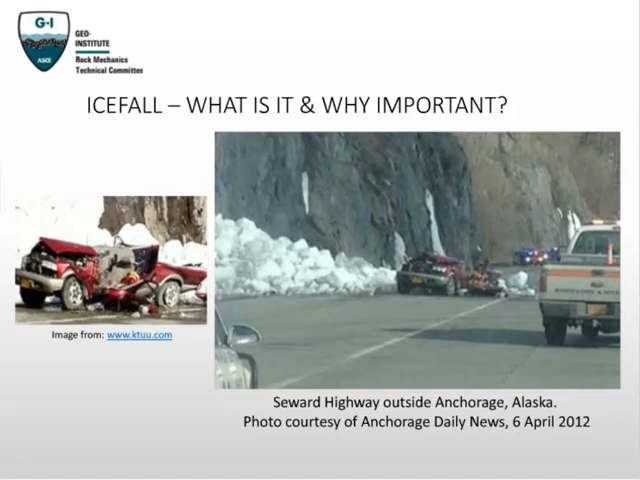 G-I
ASCE
GEO-
INSTITUTE
Rock Mechanics
Technical Committee
ICEFALL – WHAT IS IT & WHY IMPORTANT?
Image from: www.ktuu.com
Seward Highway outside Anchorage, Alaska.
Photo courtesy of Anchorage Daily News, 6 April 2012